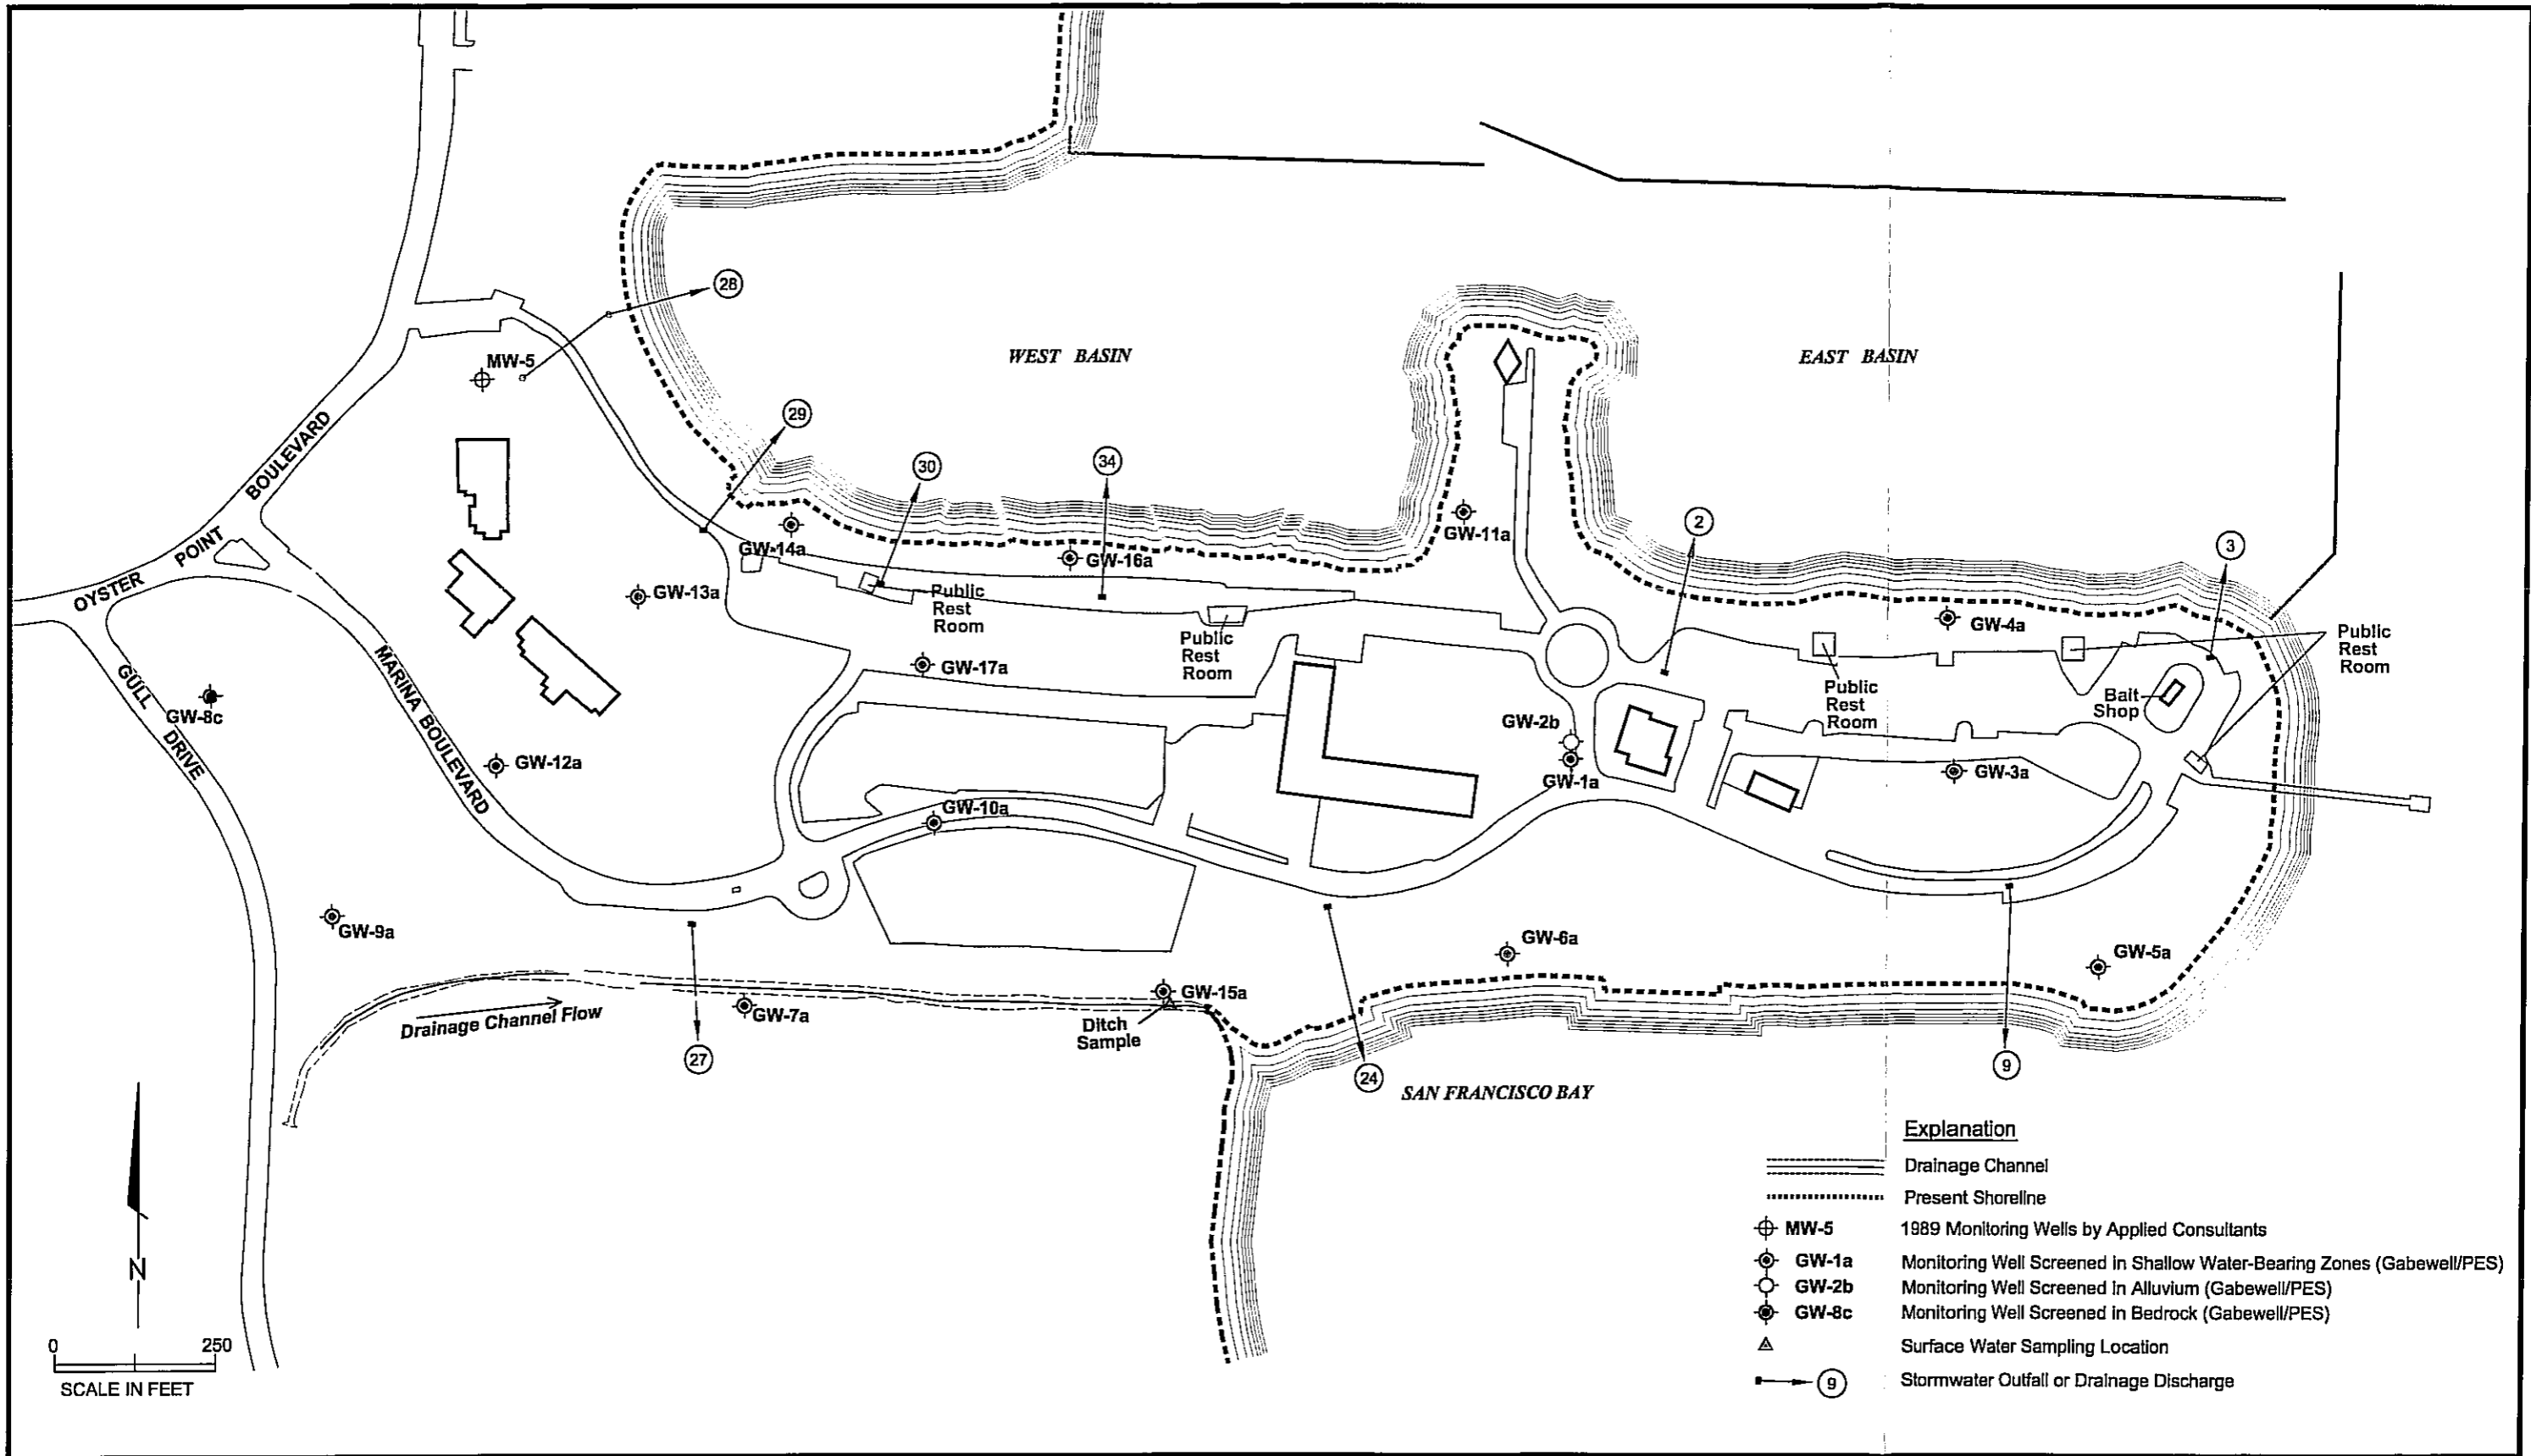 28
MW-5
WEST BASIN
EAST BASIN
29
30
34
2
3
OYSTER POINT BOULEVARD
GW-14a
GW-16a
GW-11a
GW-13a
Public
Rest
Room
Public
Rest
Room
GW-4a
Public
Rest
Room
GW-17a
Public
Rest
Room
Bait
Shop
GULL DRIVE
GW-8c
MARINA BOULEVARD
GW-2b
GW-12a
GW-1a
GW-3a
GW-10a
GW-9a
GW-6a
GW-5a
GW-15a
GW-7a
Drainage Channel Flow
Ditch
Sample
27
24
9
SAN FRANCISCO BAY
N
0 250
SCALE IN FEET
Explanation
Drainage Channel
Present Shoreline
MW-5 1989 Monitoring Wells by Applied Consultants
GW-1a Monitoring Well Screened in Shallow Water-Bearing Zones (Gabewell/PES)
GW-2b Monitoring Well Screened in Alluvium (Gabewell/PES)
GW-8c Monitoring Well Screened in Bedrock (Gabewell/PES)
Surface Water Sampling Location
9 Stormwater Outfall or Drainage Discharge